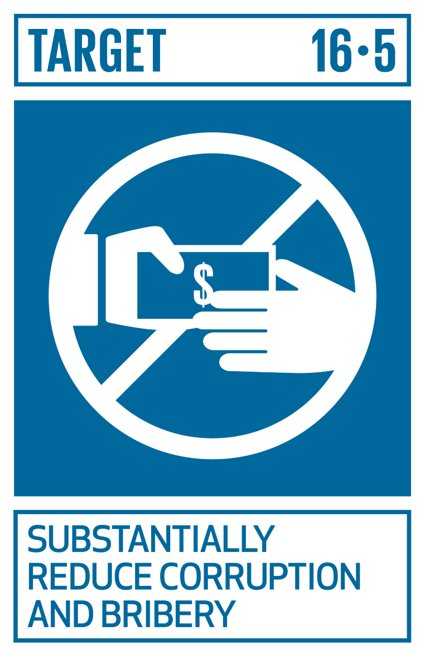 TARGET 16·5
$
SUBSTANTIALLY
REDUCE CORRUPTION
AND BRIBERY